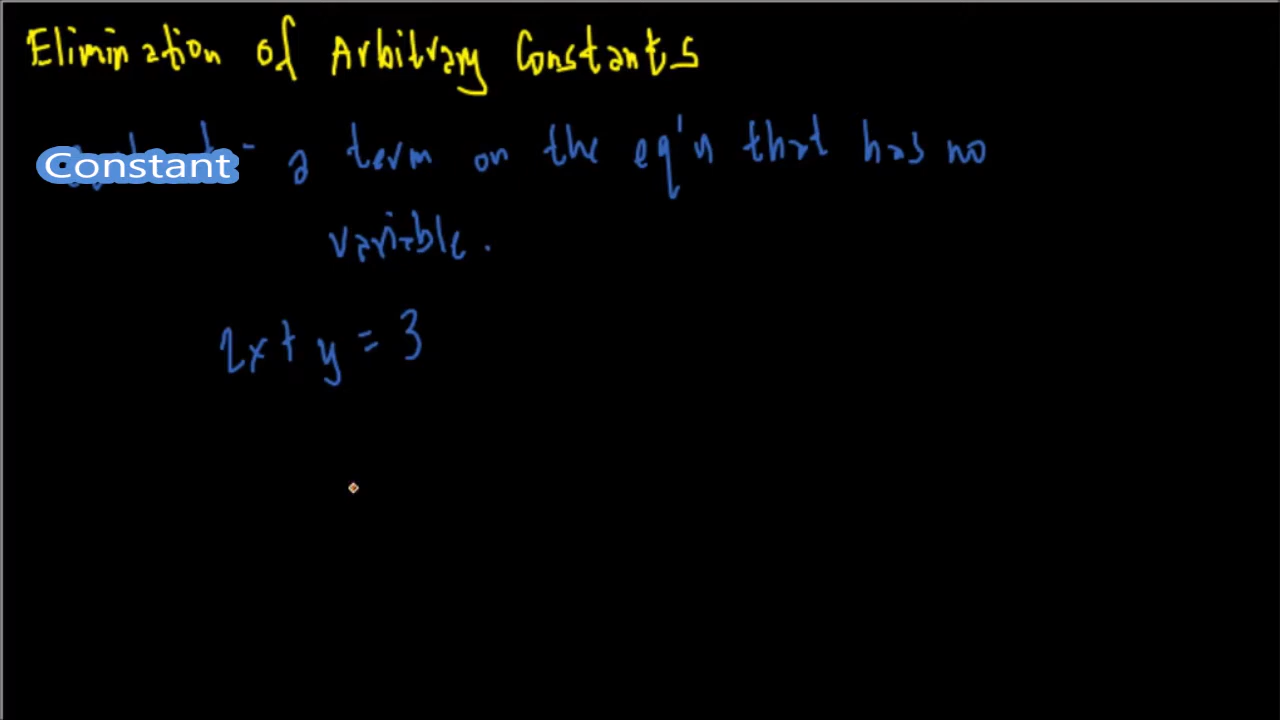 Elimination of Arbitrary Constants
Constant - a term on the eq'n that has no
variable.
2x + y = 3